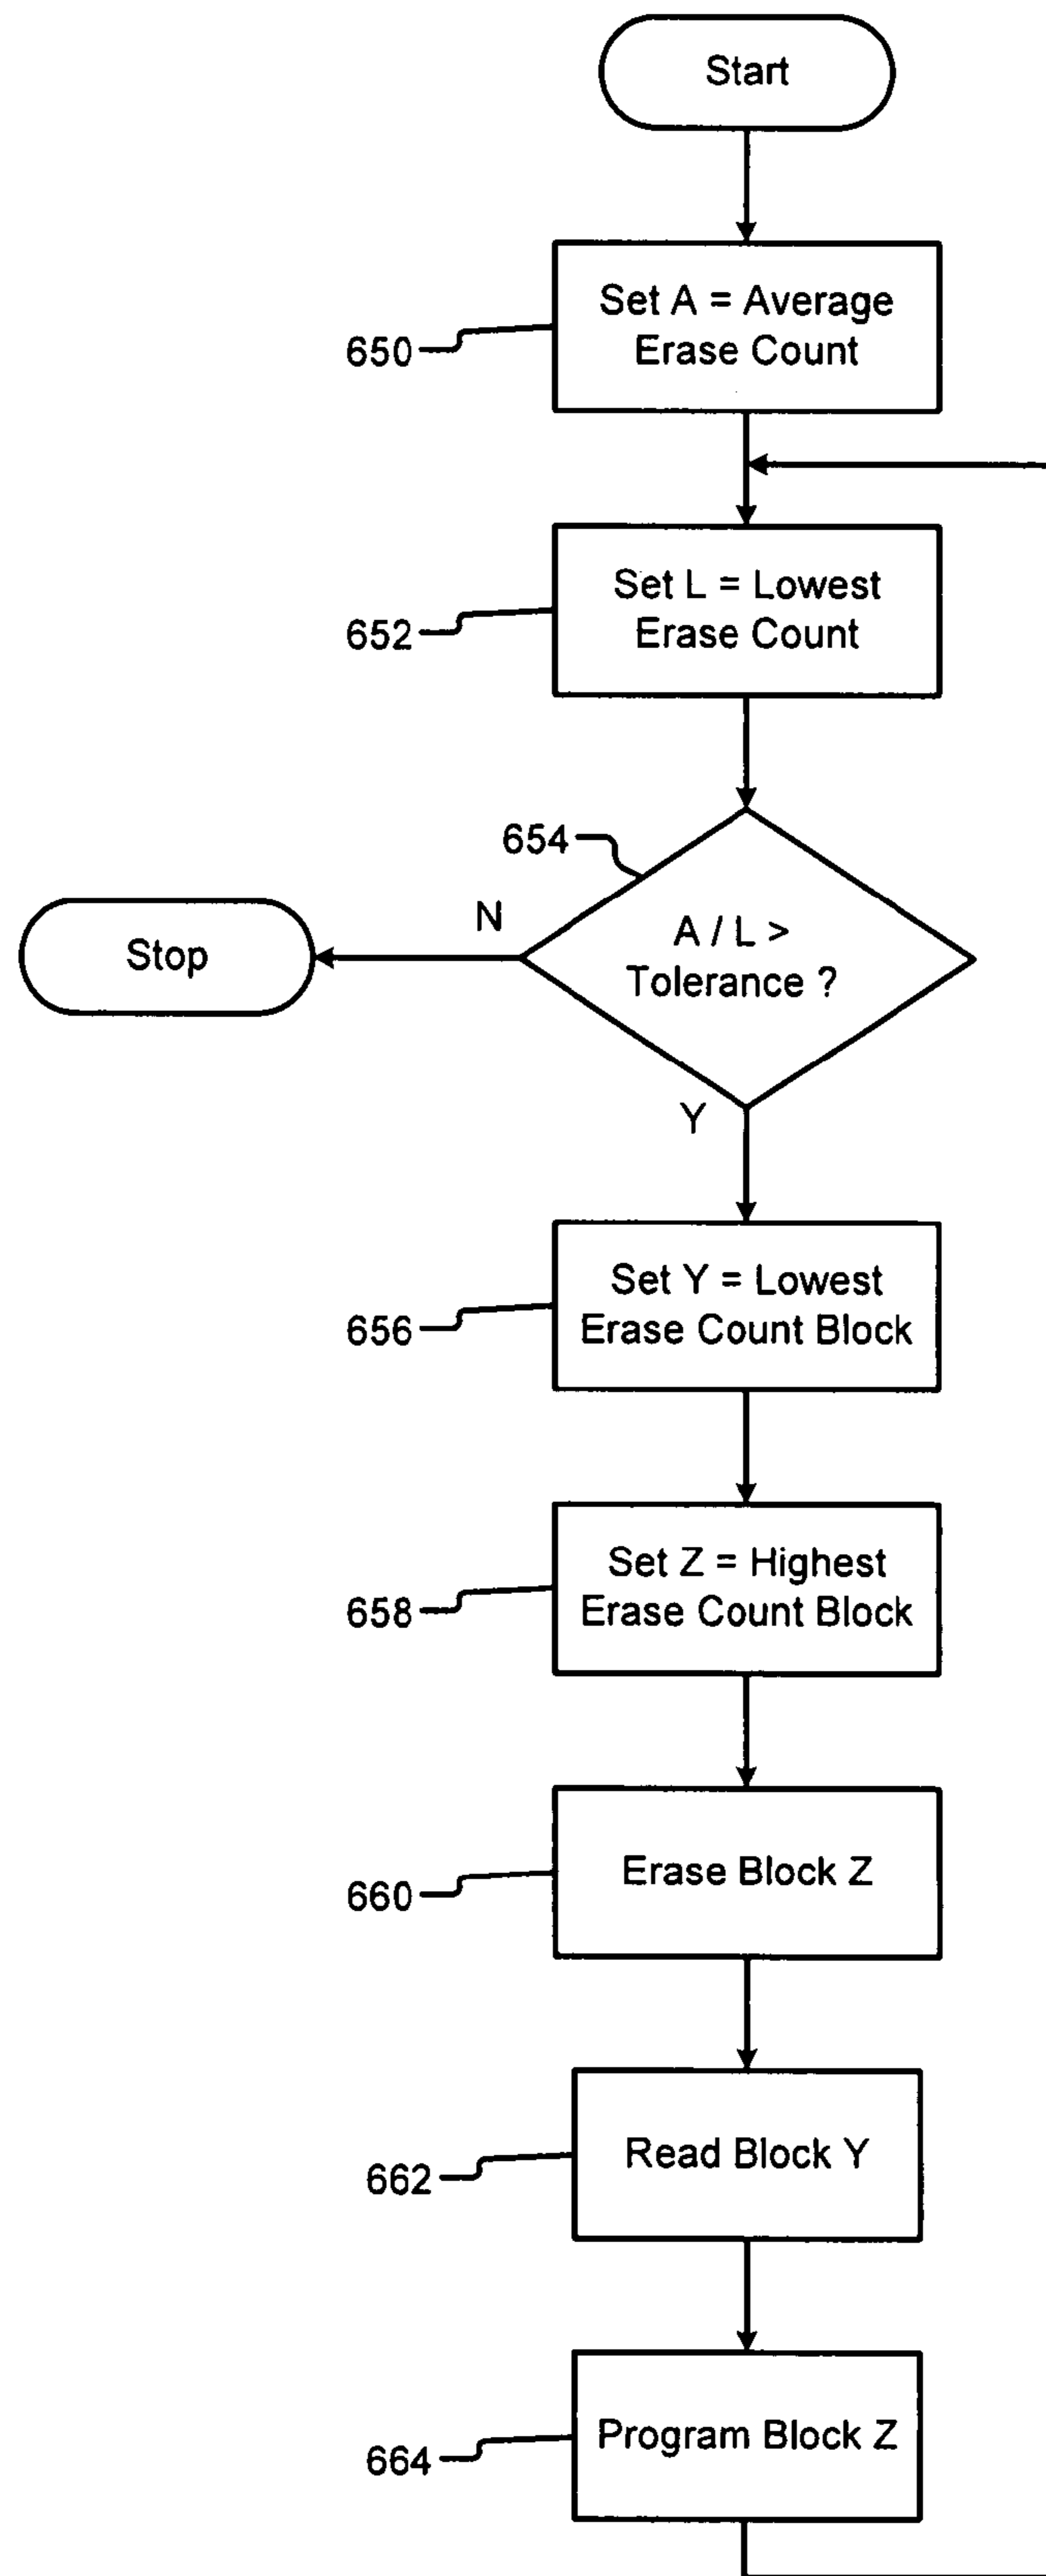 Start
Set A = Average
Erase Count
650
Set L = Lowest
Erase Count
652
654
A / L >
Tolerance ?
N
Stop
Y
Set Y = Lowest
Erase Count Block
656
Set Z = Highest
Erase Count Block
658
Erase Block Z
660
Read Block Y
662
Program Block Z
664